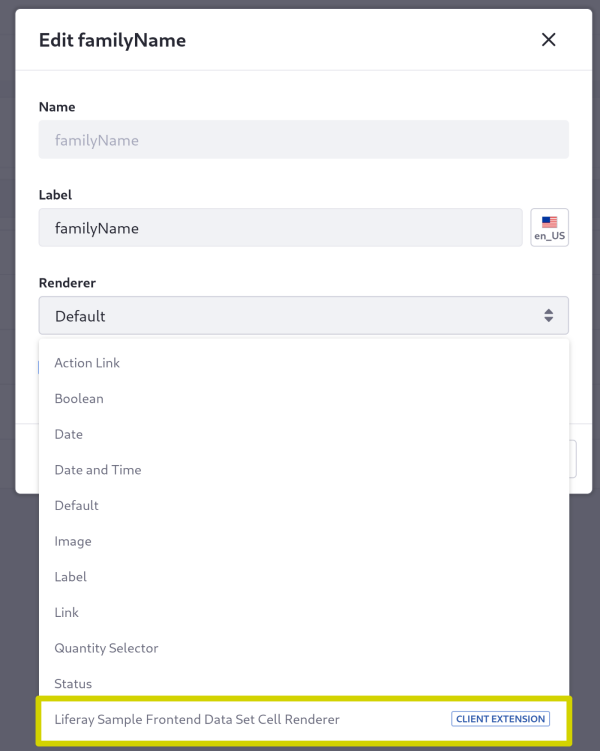 Edit familyName
Name
familyName
Label
familyName
en_US
Renderer
Default
Action Link
Boolean
Date
Date and Time
Default
Image
Label
Link
Quantity Selector
Status
Liferay Sample Frontend Data Set Cell Renderer CLIENT EXTENSION